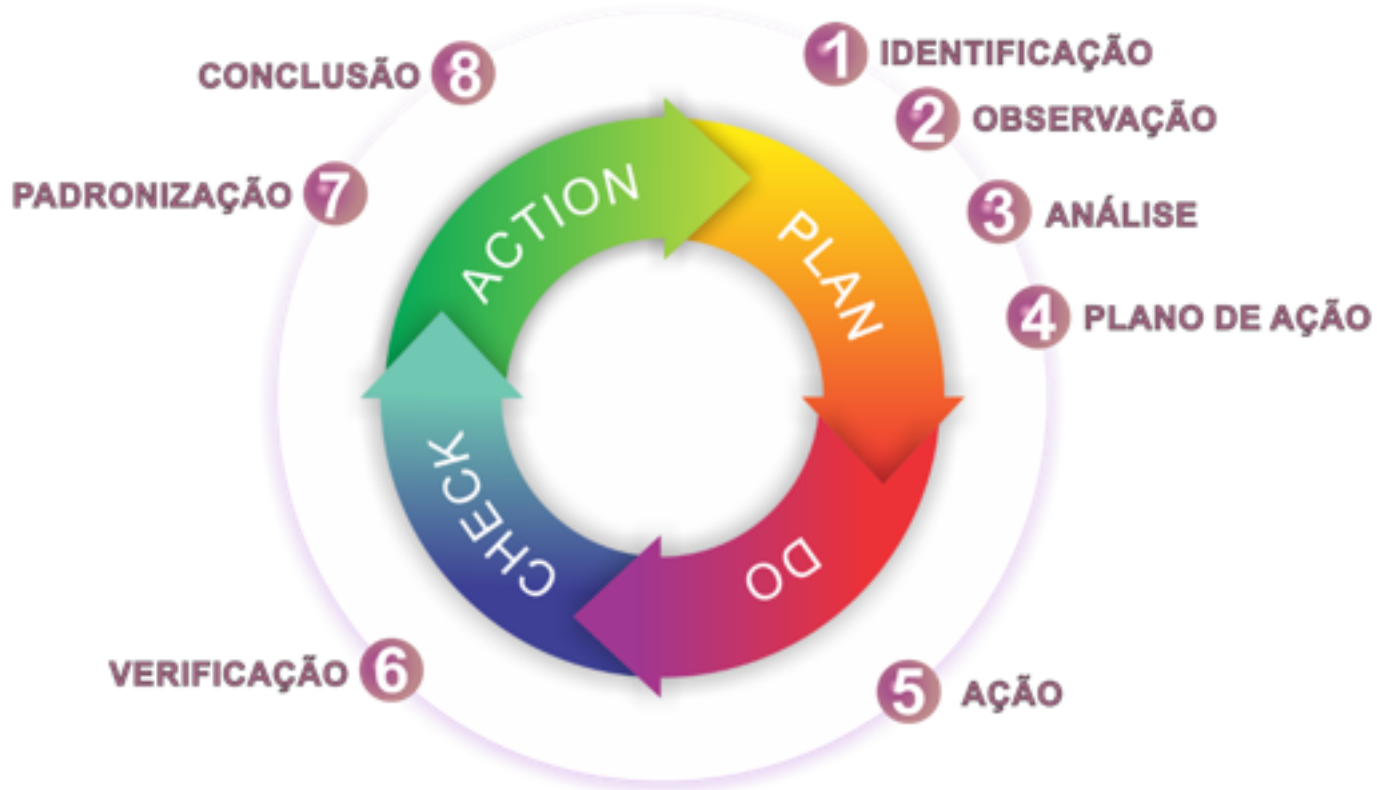 1 IDENTIFICAÇÃO
2 OBSERVAÇÃO
3 ANÁLISE
4 PLANO DE AÇÃO
5 AÇÃO
6 VERIFICAÇÃO
7 PADRONIZAÇÃO
8 CONCLUSÃO
PLAN
DO
CHECK
ACTION